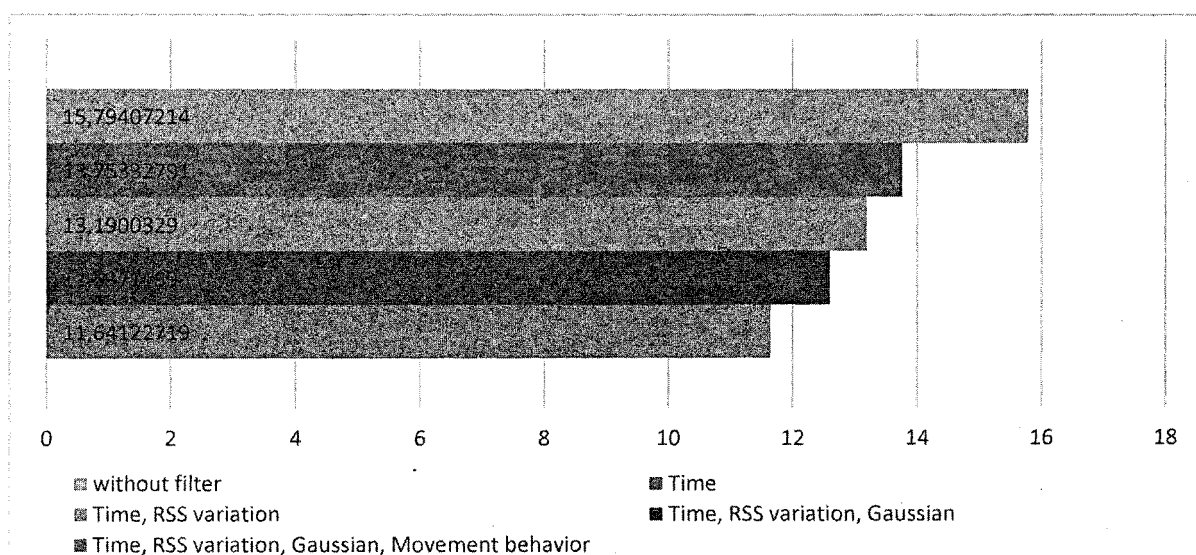 15,79407214
13,75332791
13,1900329
11,64122719
0 2 4 6 8 10 12 14 16 18
without filter Time
Time, RSS variation Time, RSS variation, Gaussian
Time, RSS variation, Gaussian, Movement behavior